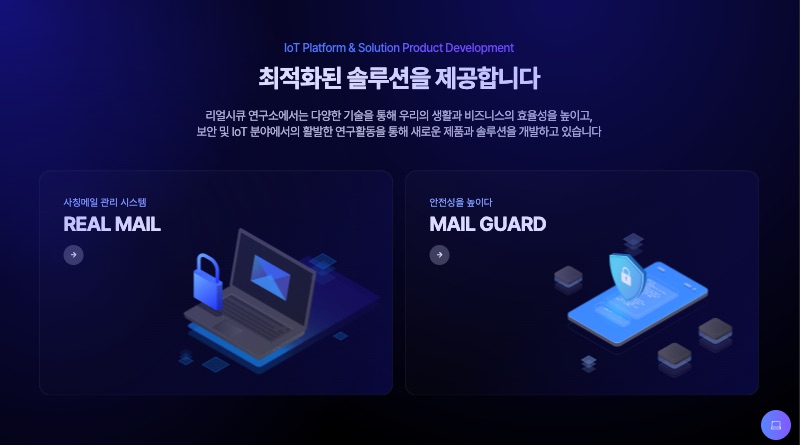 IoT Platform & Solution Product Development
최적화된 솔루션을 제공합니다
리얼시큐 연구소에서는 다양한 기술을 통해 우리의 생활과 비즈니스의 효율성을 높이고,
보안 및 IoT 분야에서의 활발한 연구활동을 통해 새로운 제품과 솔루션을 개발하고 있습니다
사칭메일 관리 시스템
REAL MAIL
안전성을 높이다
MAIL GUARD